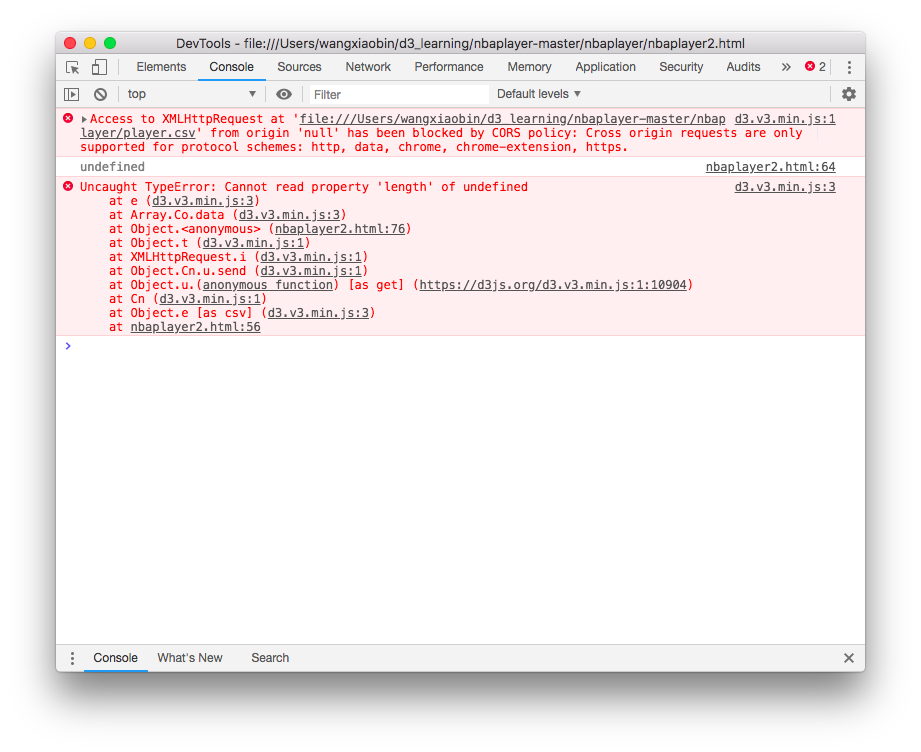 DevTools - file:///Users/wangxiaobin/d3_learning/nbaplayer-master/nbaplayer/nbaplayer2.html
Elements Console Sources Network Performance Memory Application Security Audits » 2
top ▼ Filter Default levels ▼
Access to XMLHttpRequest at 'file:///Users/wangxiaobin/d3_learning/nbaplayer-master/nbap d3.v3.min.js:1
layer/player.csv' from origin 'null' has been blocked by CORS policy: Cross origin requests are only
supported for protocol schemes: http, data, chrome, chrome-extension, https.
undefined nbaplayer2.html:64
Uncaught TypeError: Cannot read property 'length' of undefined d3.v3.min.js:3
at e (d3.v3.min.js:3)
at Array.Co.data (d3.v3.min.js:3)
at Object.<anonymous> (nbaplayer2.html:76)
at Object.t (d3.v3.min.js:1)
at XMLHttpRequest.i (d3.v3.min.js:1)
at Object.Cn.u.send (d3.v3.min.js:1)
at Object.u.(anonymous function) [as get] (https://d3js.org/d3.v3.min.js:1:10904)
at Cn (d3.v3.min.js:1)
at Object.e [as csv] (d3.v3.min.js:3)
at nbaplayer2.html:56
>
Console What's New Search